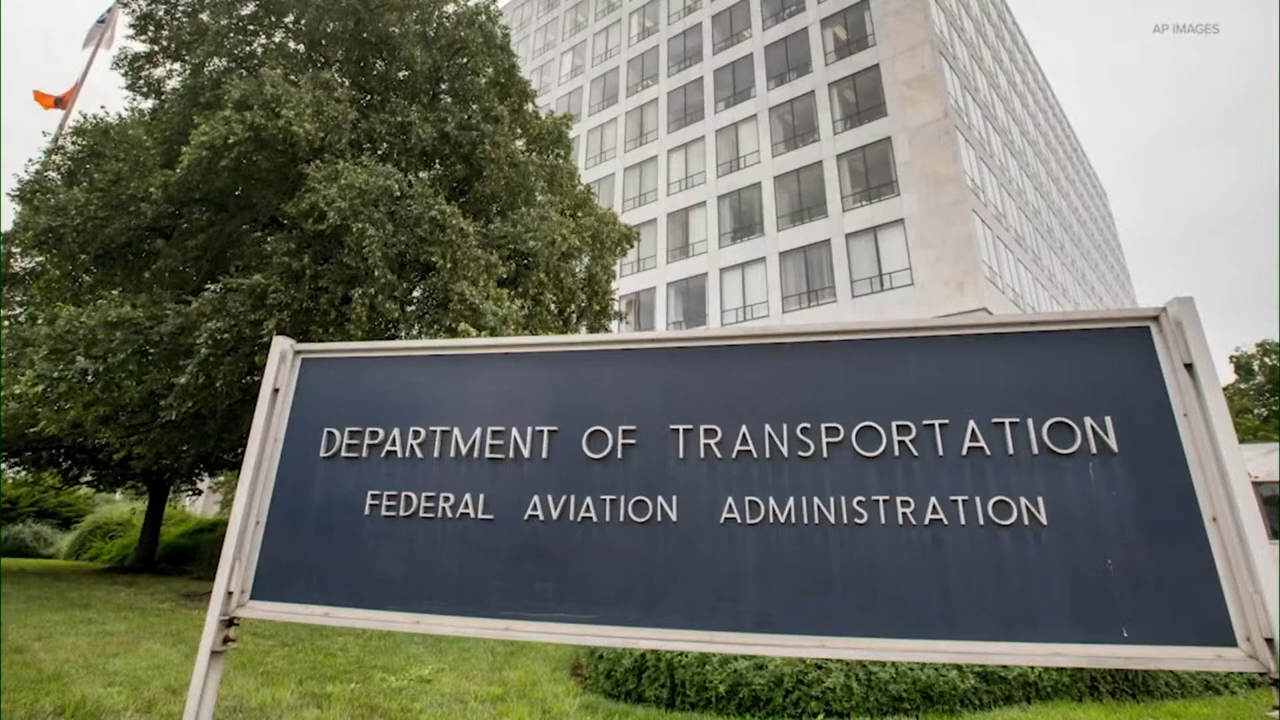 AP IMAGES
DEPARTMENT OF TRANSPORTATION
FEDERAL AVIATION ADMINISTRATION